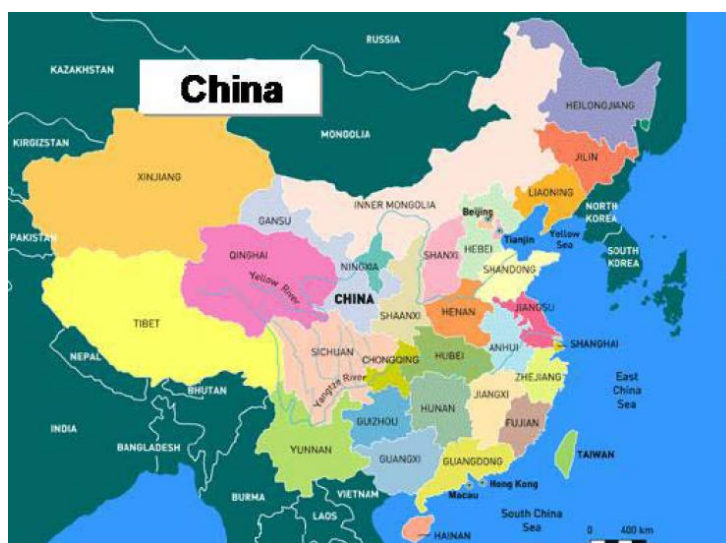 RUSSIA
KAZAKHSTAN
China
HEILONGJIANG
MONGOLIA
KIRGIZSTAN
JILIN
XINJIANG
LIAONING
INNER MONGOLIA
Beijing
GANSU
NORTH
KOREA
Tianjin
Yellow
Sea
PAKISTAN
QINGHAI
NINGXIA
SHANXI
HEBEI
SOUTH
KOREA
SHANDONG
Yellow River
CHINA
HENAN
JIANGSU
TIBET
SHAANXI
SICHUAN
CHONGQING
HUBEI
ANHUI
SHANGHAI
NEPAL
Yangtze River
ZHEJIANG
East
China
Sea
BHUTAN
HUNAN
JIANGXI
INDIA
GUIZHOU
FUJIAN
BANGLADESH
YUNNAN
GUANGXI
GUANGDONG
TAIWAN
Hong Kong
Macau
BURMA
VIETNAM
LAOS
South China
Sea
HAINAN
0 400 km